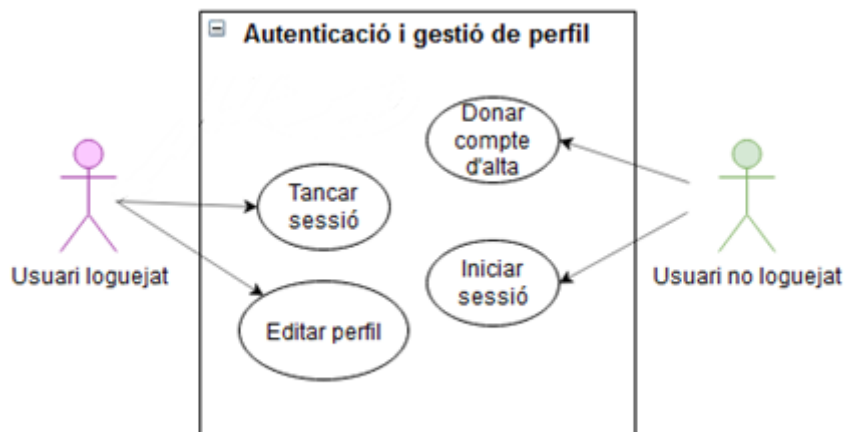 Autenticació i gestió de perfil
Donar
compte
d'alta
Tancar
sessió
Usuari loguejat
Iniciar
sessió
Usuari no loguejat
Editar perfil